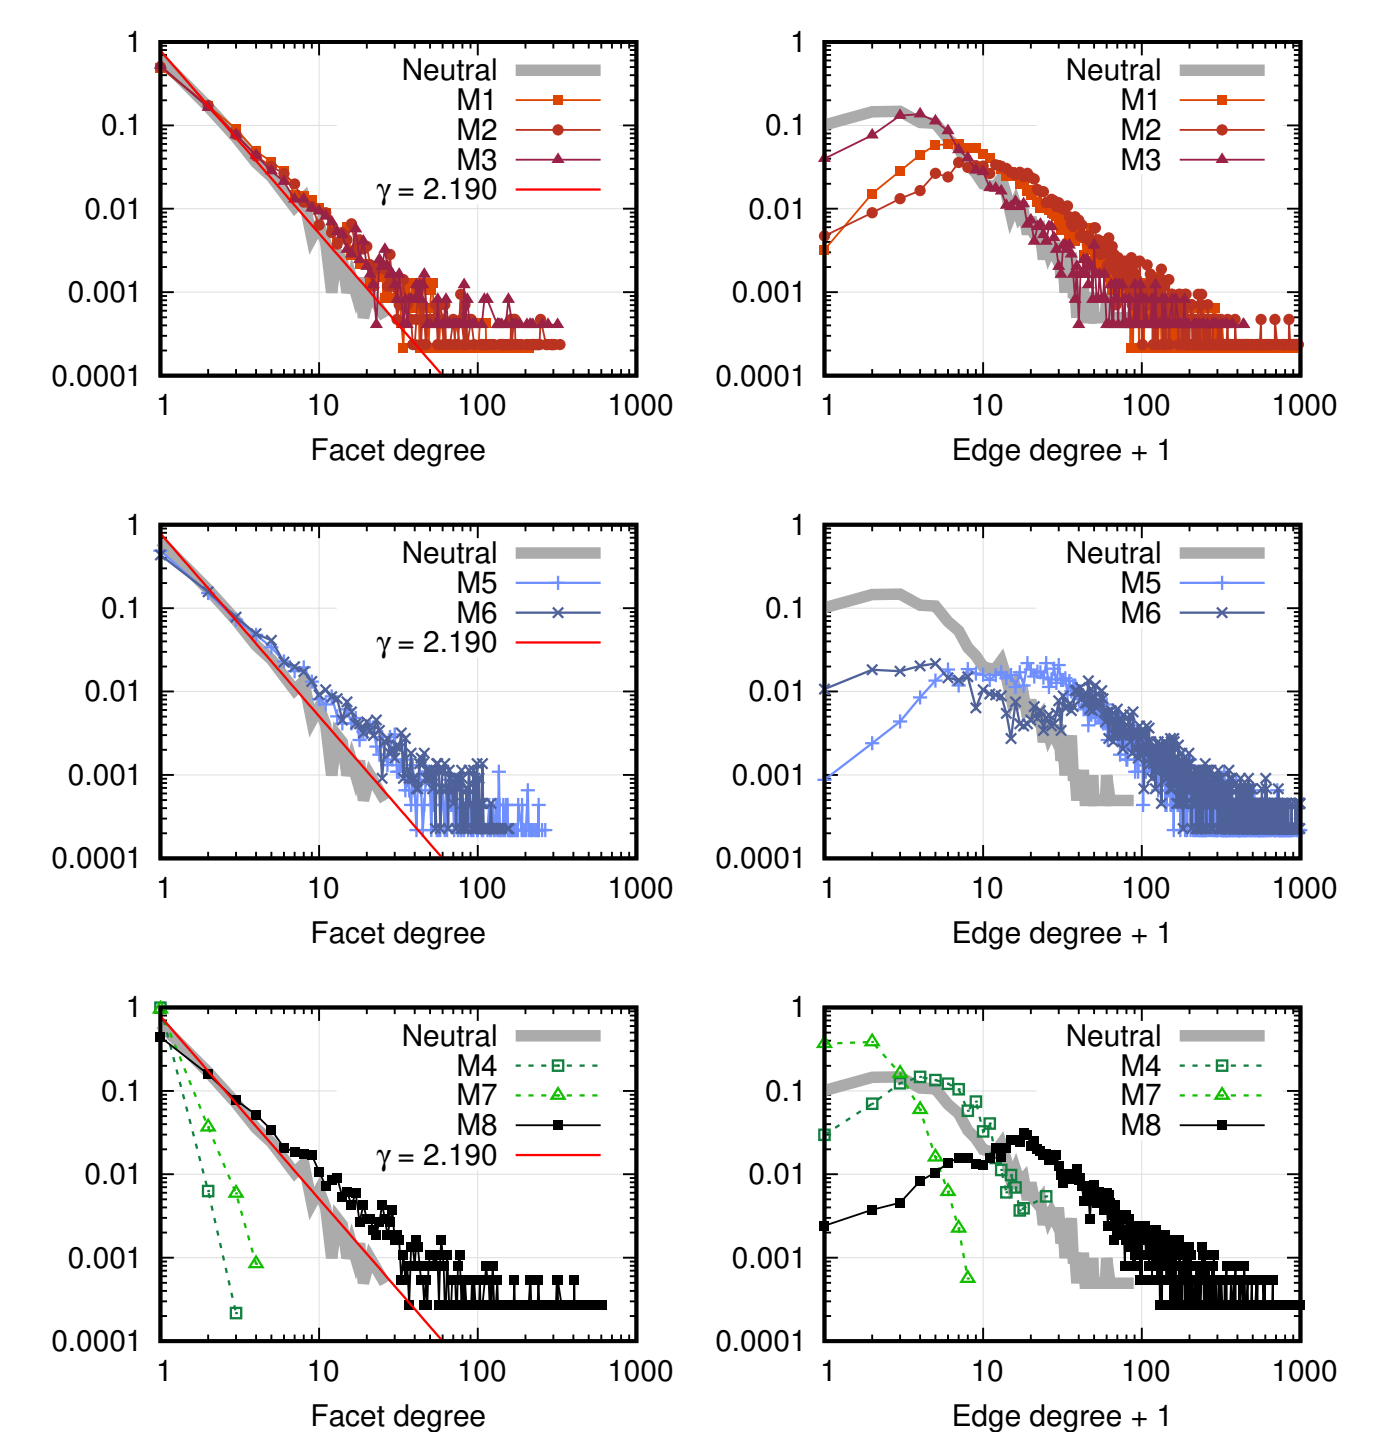 1
0.1
0.01
0.001
0.0001
Neutral
M1
M2
M3
γ = 2.190
1 10 100 1000
Facet degree
1
0.1
0.01
0.001
0.0001
Neutral
M1
M2
M3
1 10 100 1000
Edge degree + 1
1
0.1
0.01
0.001
0.0001
Neutral
M5
M6
γ = 2.190
1 10 100 1000
Facet degree
1
0.1
0.01
0.001
0.0001
Neutral
M5
M6
1 10 100 1000
Edge degree + 1
1
0.1
0.01
0.001
0.0001
Neutral
M4
M7
M8
γ = 2.190
1 10 100 1000
Facet degree
1
0.1
0.01
0.001
0.0001
Neutral
M4
M7
M8
1 10 100 1000
Edge degree + 1